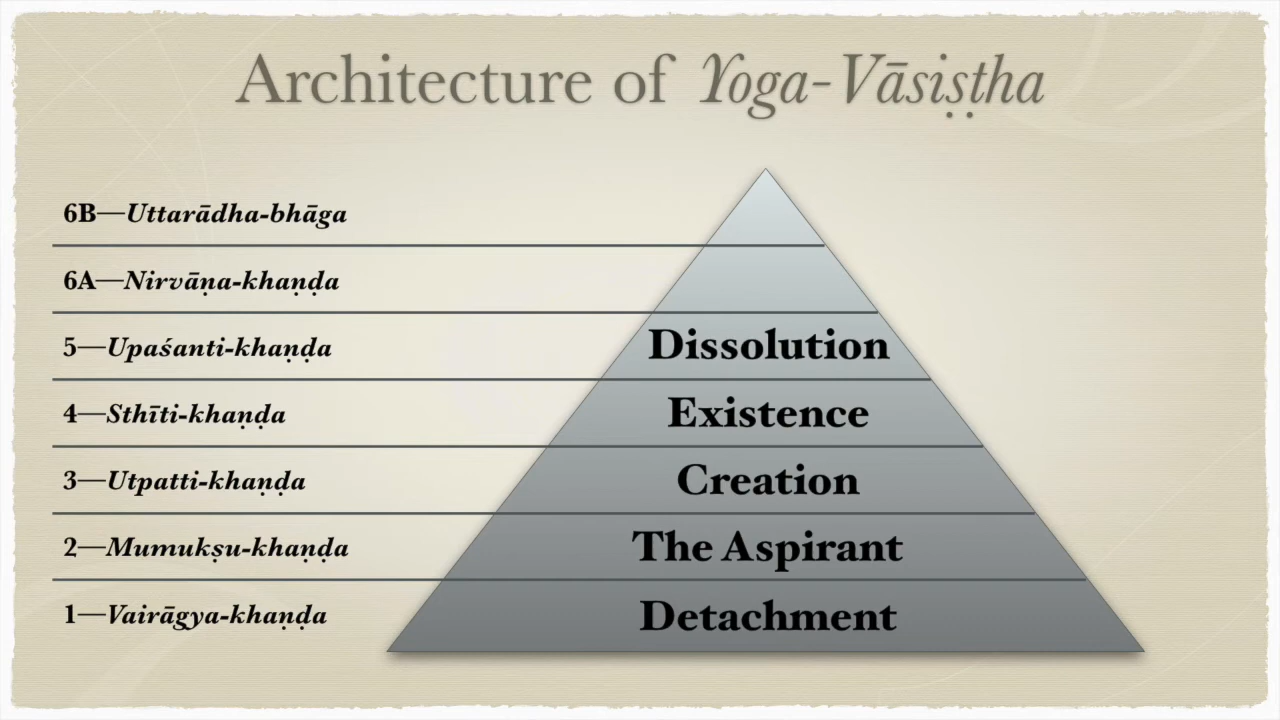 Architecture of Yoga-Vāsiṣṭha
6B—Uttarādha-bhāga
6A—Nirvāṇa-khaṇḍa
5—Upaśanti-khaṇḍa
Dissolution
4—Sthīti-khaṇḍa
Existence
3—Utpatti-khaṇḍa
Creation
2—Mumukṣu-khaṇḍa
The Aspirant
1—Vairāgya-khaṇḍa
Detachment